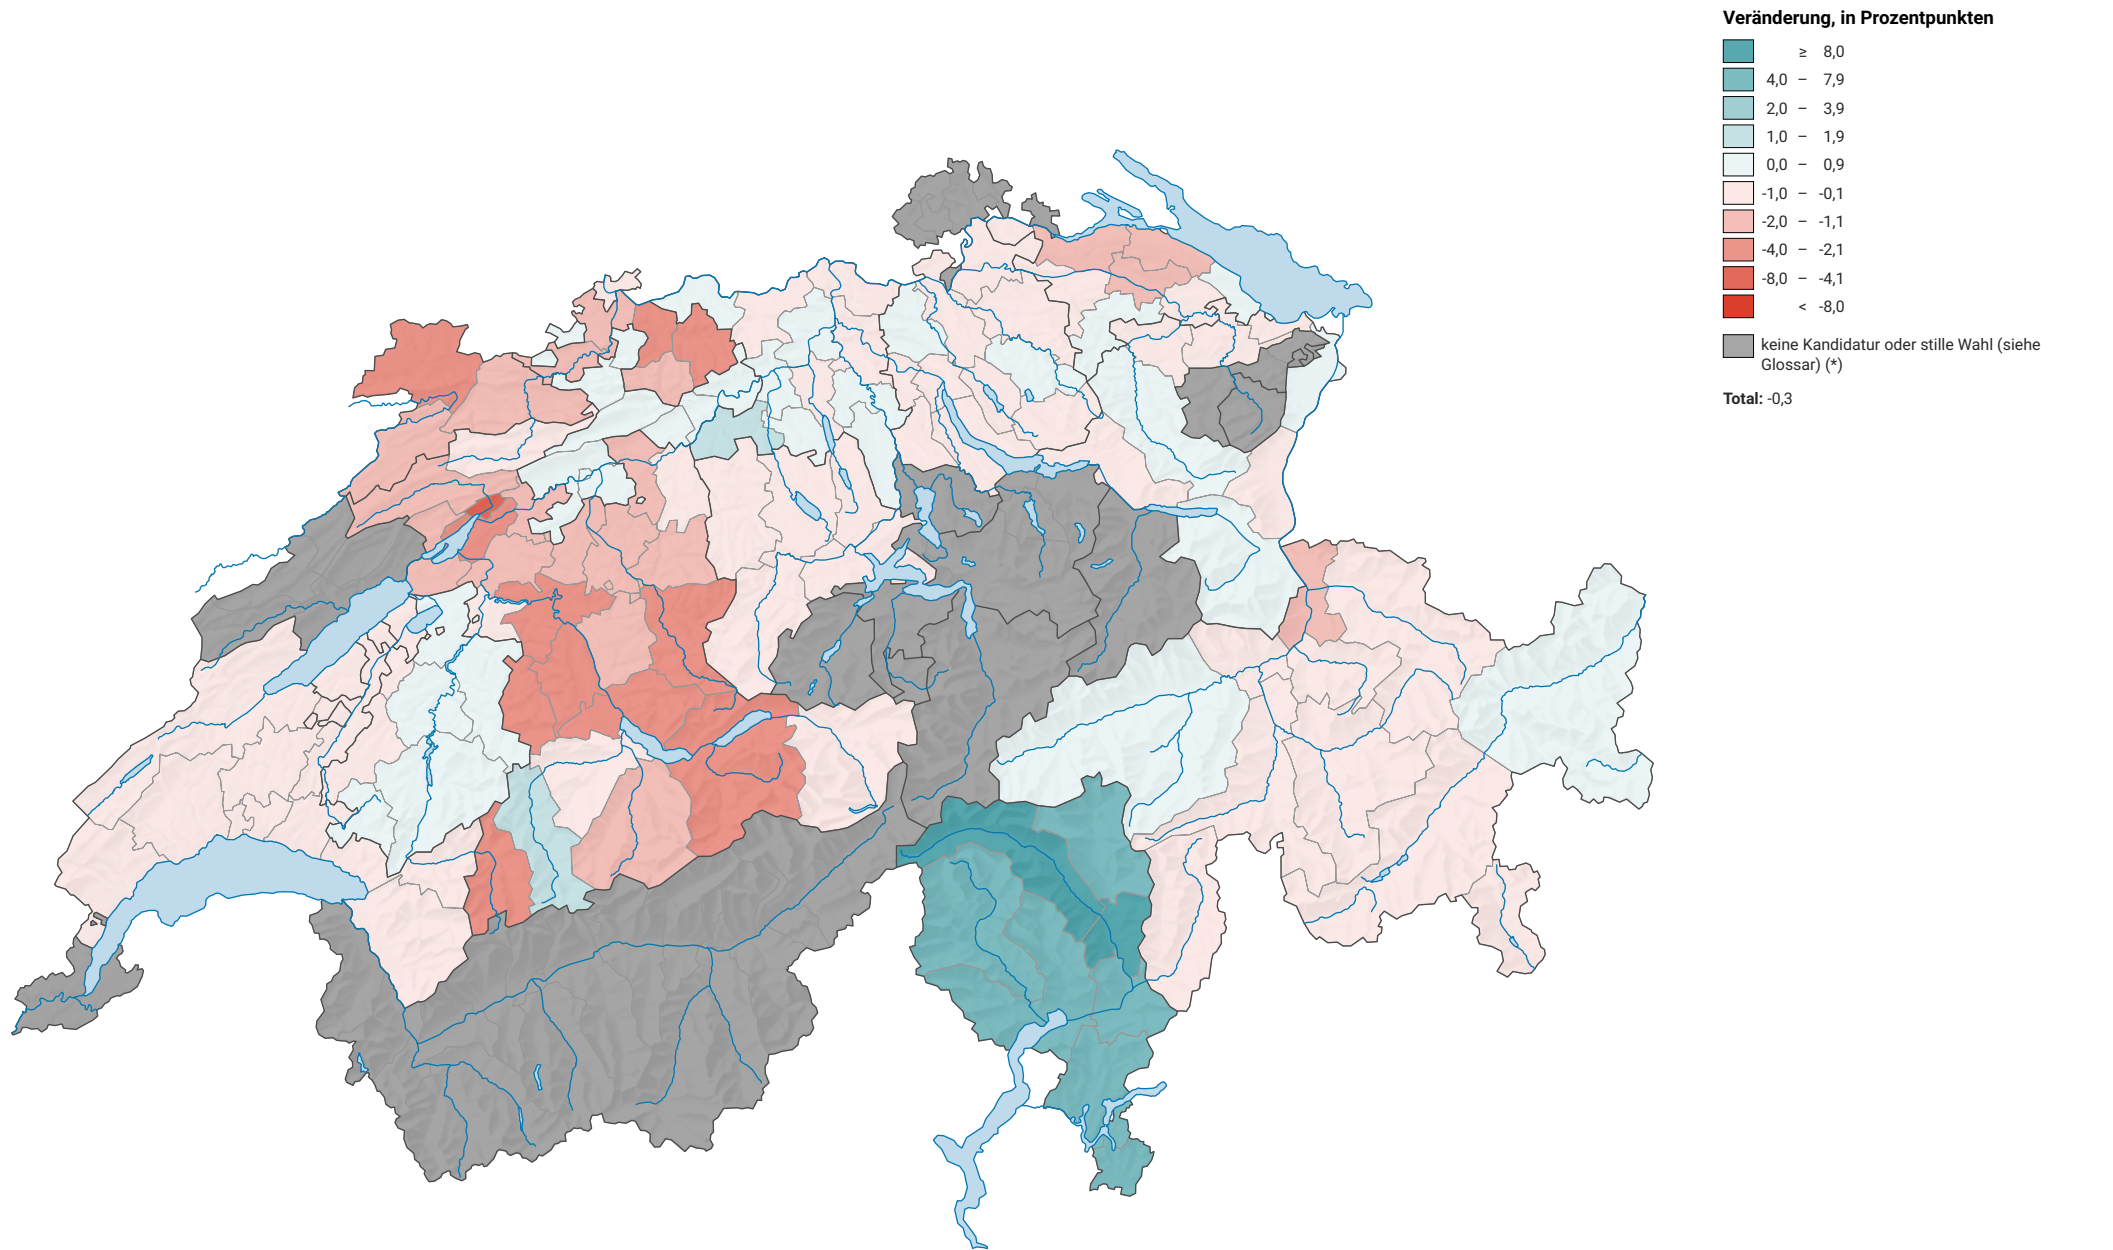 Veränderung, in Prozentpunkten
≥ 8,0
4,0 – 7,9
2,0 – 3,9
1,0 – 1,9
0,0 – 0,9
-1,0 – -0,1
-2,0 – -1,1
-4,0 – -2,1
-8,0 – -4,1
< -8,0
keine Kandidatur oder stille Wahl (siehe
Glossar) (*)
Total: -0,3